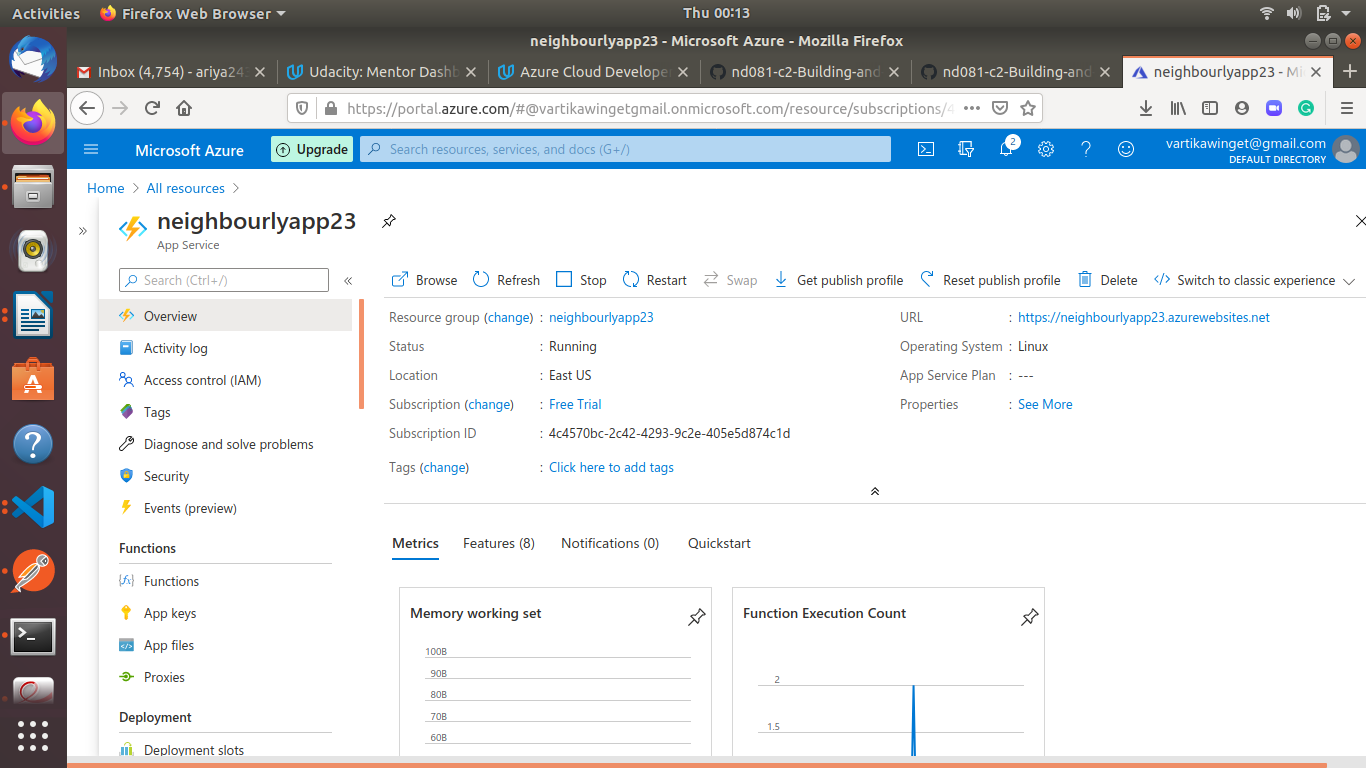 Activities Firefox Web Browser Thu 00:13
neighbourlyapp23 - Microsoft Azure - Mozilla Firefox
Inbox (4,754) - ariya24 Udacity: Mentor Dashb Azure Cloud Develope nd081-c2-Building-and nd081-c2-Building-and neighbourlyapp23 - Mi
https://portal.azure.com/#@vartikawingetgmail.onmicrosoft.com/resource/subscriptions/4
Microsoft Azure Upgrade Search resources, services, and docs (G+/) 2 vartikawinget@gmail.com
DEFAULT DIRECTORY
Home > All resources >
neighbourlyapp23
App Service
Search (Ctrl+/)
Overview
Activity log
Access control (IAM)
Tags
Diagnose and solve problems
Security
Events (preview)
Functions
Functions
App keys
App files
Proxies
Deployment
Deployment slots
Browse Refresh Stop Restart Swap Get publish profile Reset publish profile Delete Switch to classic experience
Resource group (change) : neighbourlyapp23
Status : Running
Location : East US
Subscription (change) : Free Trial
Subscription ID : 4c4570bc-2c42-4293-9c2e-405e5d874c1d
Tags (change) : Click here to add tags
URL : https://neighbourlyapp23.azurewebsites.net
Operating System : Linux
App Service Plan : ---
Properties : See More
Metrics Features (8) Notifications (0) Quickstart
Memory working set
100B
90B
80B
70B
60B
Function Execution Count
2
1.5